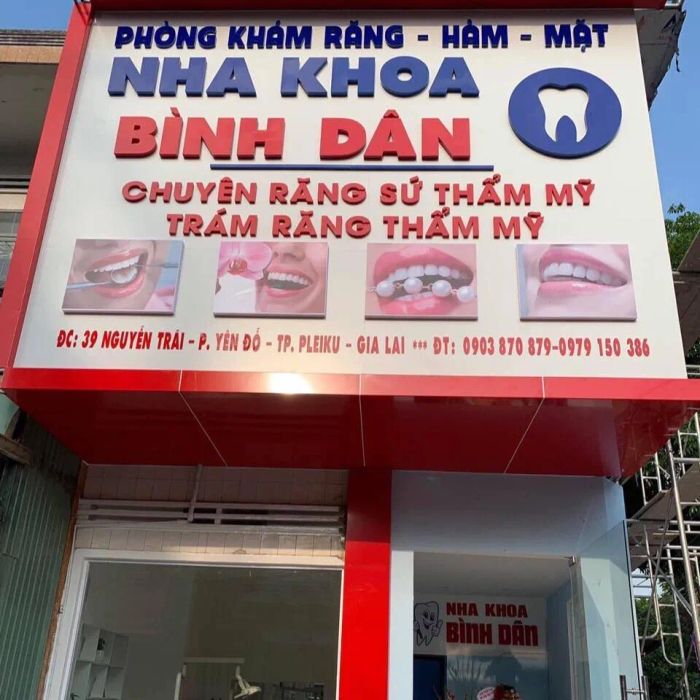 PHÒNG KHÁM RĂNG - HÀM - MẶT
NHA KHOA
BÌNH DÂN
CHUYÊN RĂNG SỨ THẨM MỸ
TRÁM RĂNG THẨM MỸ
ĐC: 39 NGUYỄN TRÃI - P. YÊN ĐỔ - TP. PLEIKU - GIA LAI *** ĐT: 0903 870 879-0979 150 386
NHA KHOA
BÌNH DÂN